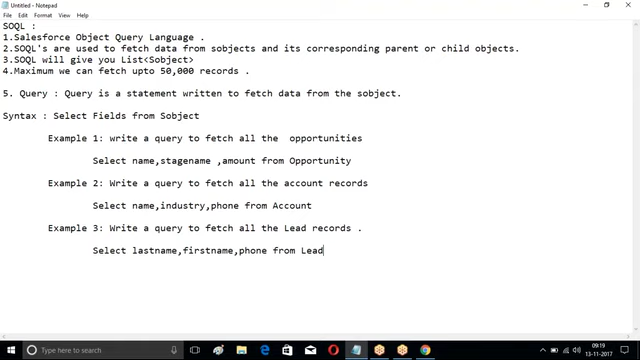 Untitled - Notepad
File Edit Format View Help
SOQL :
1.Salesforce Object Query Language .
2.SOQL's are used to fetch data from sobjects and its corresponding parent or child objects.
3.SOQL will give you List<Sobject>
4.Maximum we can fetch upto 50,000 records .
5. Query : Query is a statement written to fetch data from the sobject.
Syntax : Select Fields from Sobject
Example 1: write a query to fetch all the opportunities
Select name,stagename ,amount from Opportunity
Example 2: Write a query to fetch all the account records
Select name,industry,phone from Account
Example 3: Write a query to fetch all the Lead records .
Select lastname,firstname,phone from Lead
Type here to search
09:19
13-11-2017